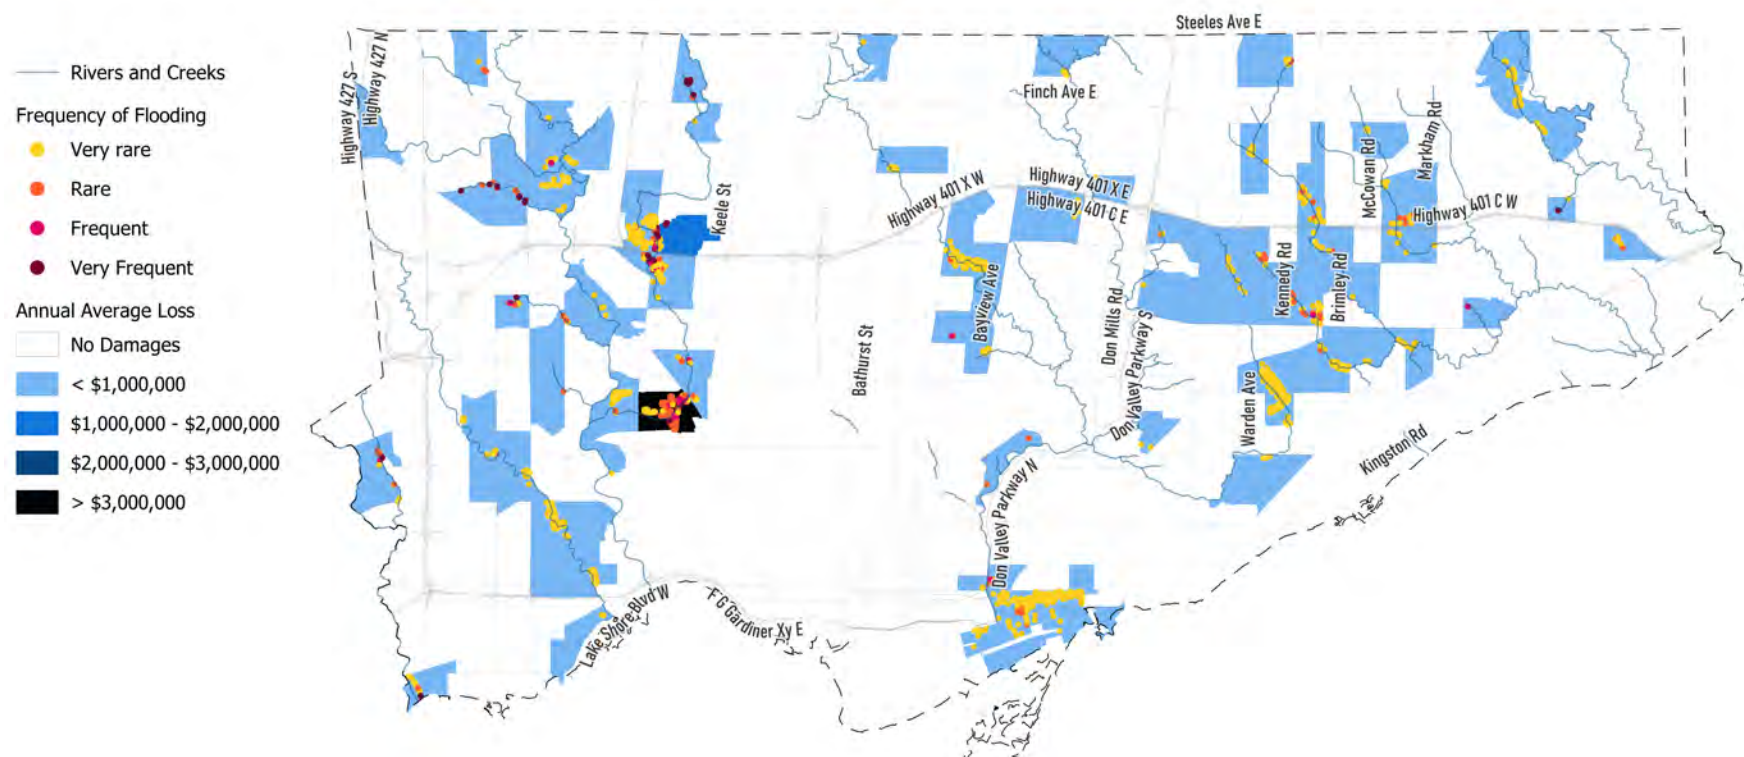 Rivers and Creeks
Frequency of Flooding
Very rare
Rare
Frequent
Very Frequent
Annual Average Loss
No Damages
< $1,000,000
$1,000,000 - $2,000,000
$2,000,000 - $3,000,000
> $3,000,000
Steeles Ave E
Highway 427 S
Highway 427 N
Finch Ave E
Keele St
Highway 401 X W
Highway 401 X E
Highway 401 C E
McCowan Rd
Markham Rd
Highway 401 C W
Bayview Ave
Don Mills Rd
Don Valley Parkway S
Kennedy Rd
Brimley Rd
Bathurst St
Warden Ave
Kingston Rd
Don Valley Parkway N
Lake Shore Blvd W
F G Gardiner Xy E